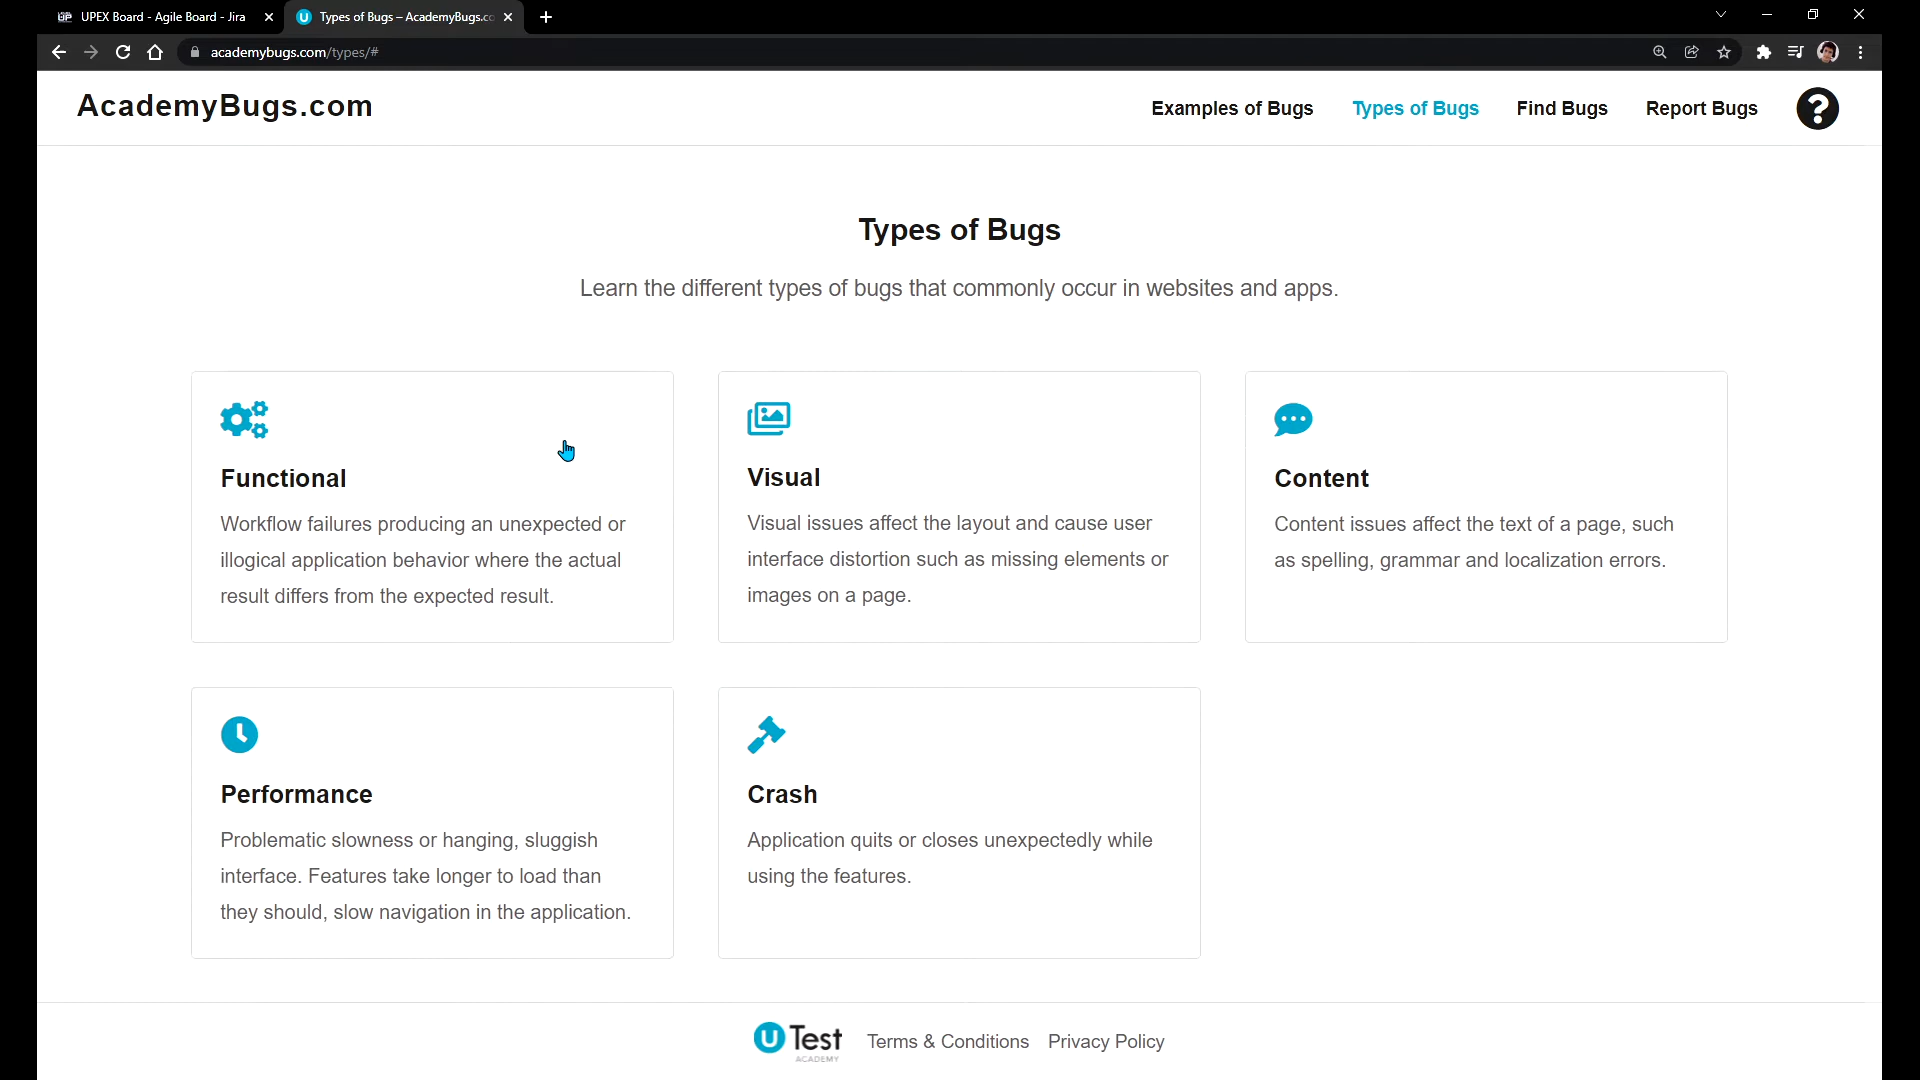 UPEX Board - Agile Board - Jira
Types of Bugs – AcademyBugs.co
academybugs.com/types/#
AcademyBugs.com
Examples of Bugs
Types of Bugs
Find Bugs
Report Bugs
?
Types of Bugs
Learn the different types of bugs that commonly occur in websites and apps.
Functional
Workflow failures producing an unexpected or
illogical application behavior where the actual
result differs from the expected result.
Visual
Visual issues affect the layout and cause user
interface distortion such as missing elements or
images on a page.
Content
Content issues affect the text of a page, such
as spelling, grammar and localization errors.
Performance
Problematic slowness or hanging, sluggish
interface. Features take longer to load than
they should, slow navigation in the application.
Crash
Application quits or closes unexpectedly while
using the features.
U Test
ACADEMY
Terms & Conditions
Privacy Policy